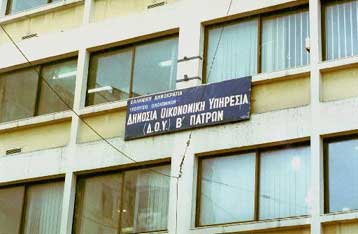 ΕΛΛΗΝΙΚΗ ΔΗΜΟΚΡΑΤΙΑ
ΥΠΟΥΡΓΕΙΟ ΟΙΚΟΝΟΜΙΚΩΝ
ΔΗΜΟΣΙΑ ΟΙΚΟΝΟΜΙΚΗ ΥΠΗΡΕΣΙΑ
(Δ.Ο.Υ.) Β΄ ΠΑΤΡΩΝ